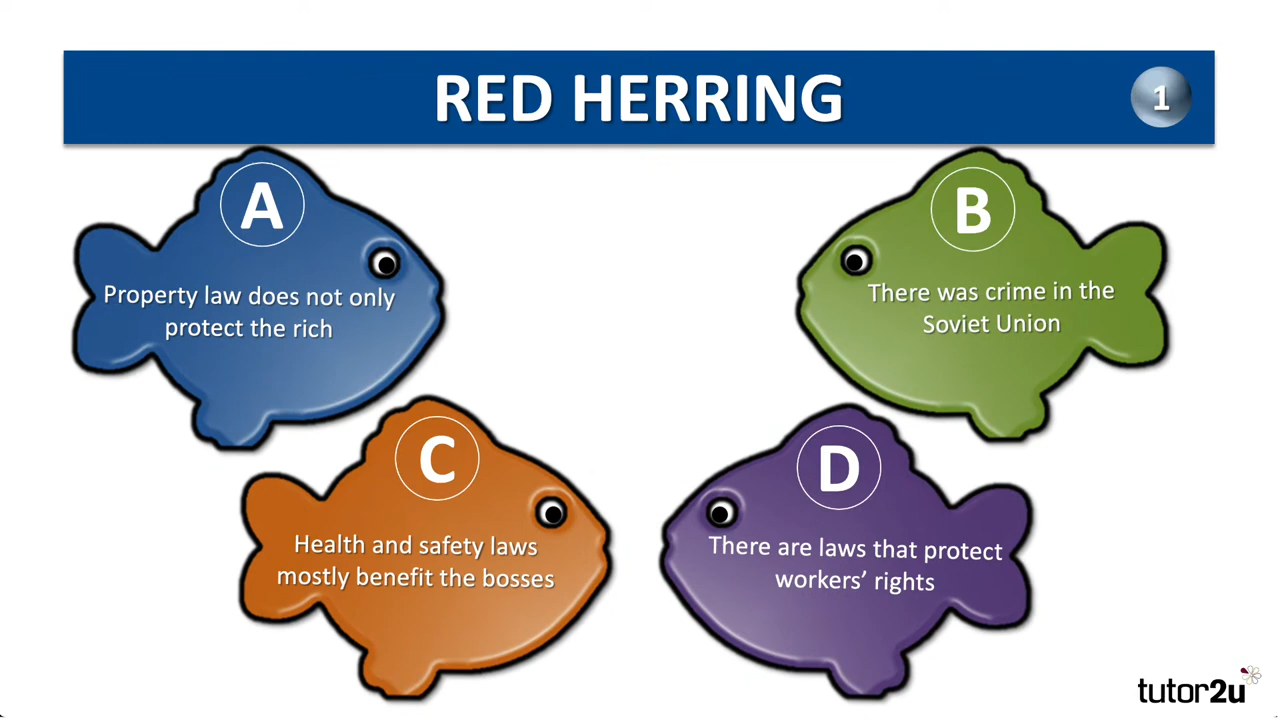 RED HERRING
1
A
Property law does not only
protect the rich
B
There was crime in the
Soviet Union
C
Health and safety laws
mostly benefit the bosses
D
There are laws that protect
workers’ rights
tutor2u